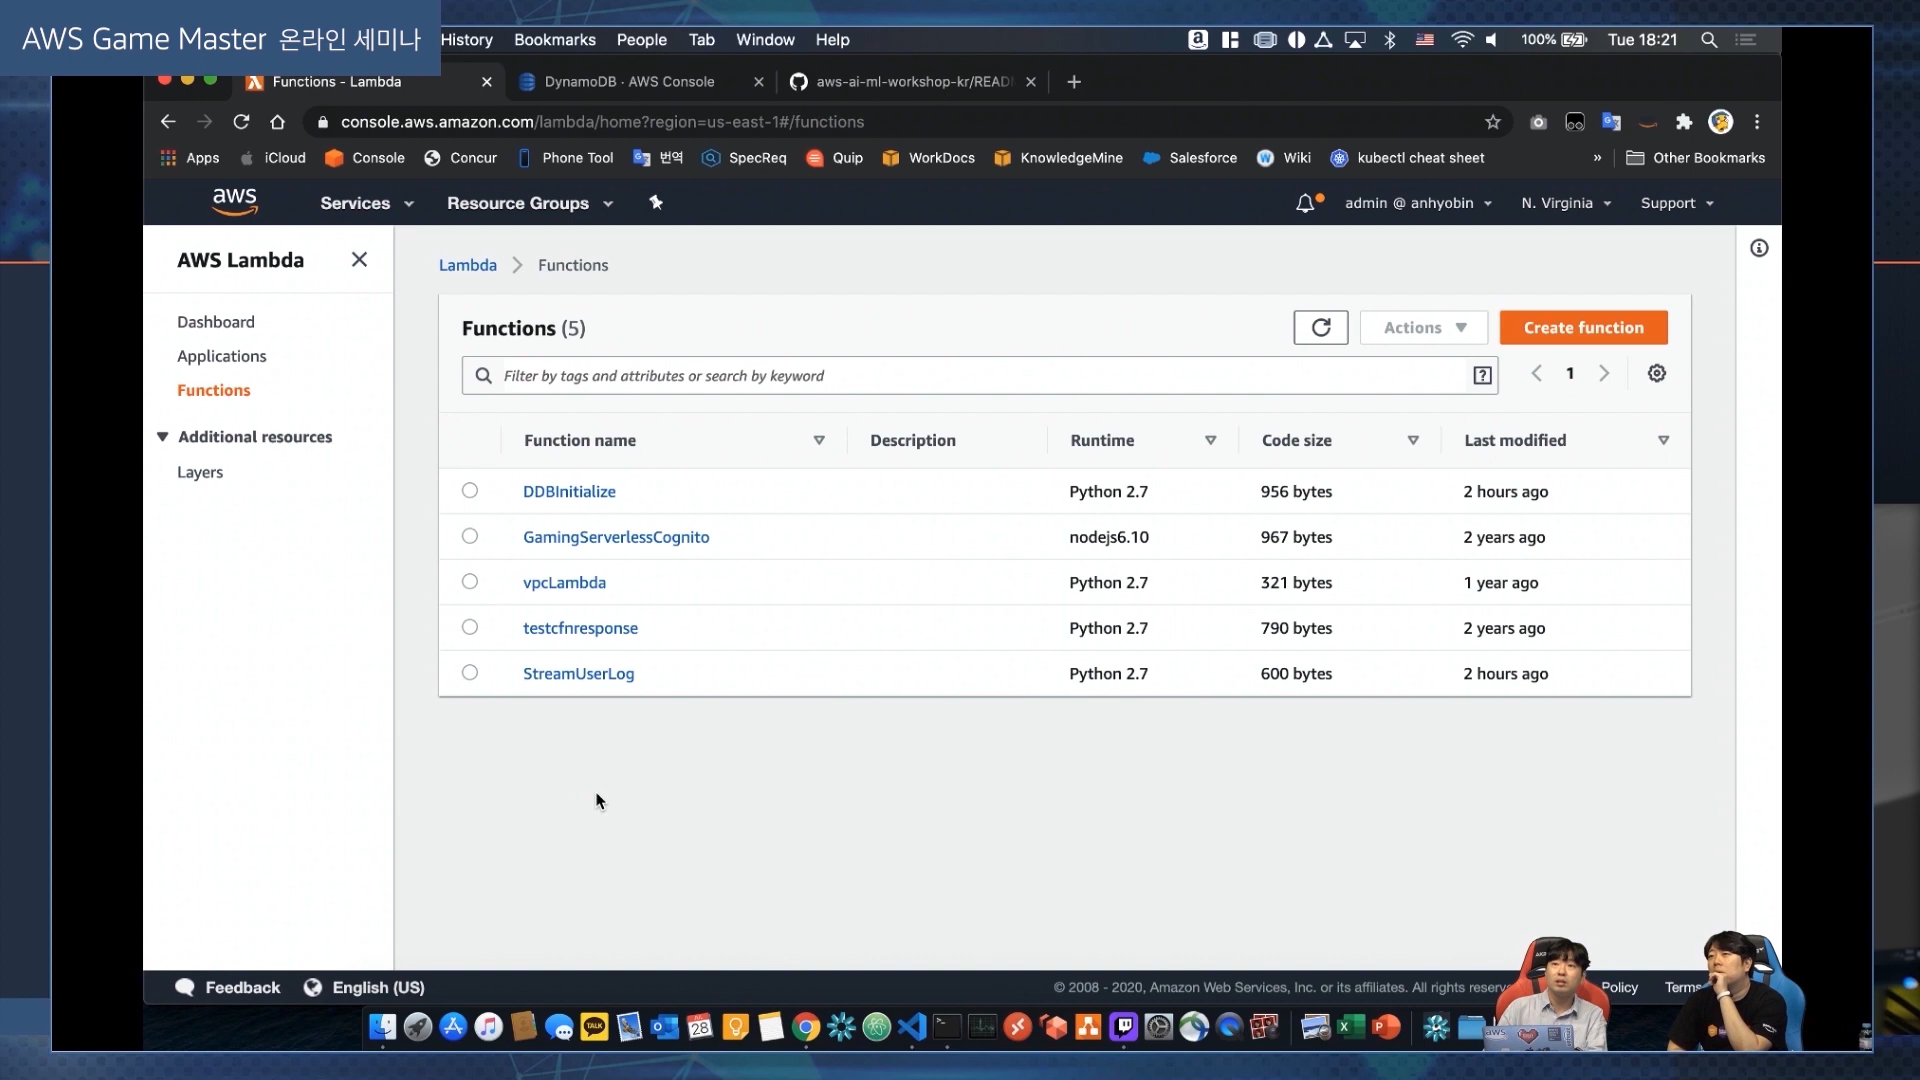 AWS Game Master 온라인 세미나
History Bookmarks People Tab Window Help
100% Tue 18:21
Functions - Lambda
DynamoDB · AWS Console
aws-ai-ml-workshop-kr/READ
console.aws.amazon.com/lambda/home?region=us-east-1#/functions
Apps iCloud Console Concur Phone Tool 번역 SpecReq Quip WorkDocs KnowledgeMine Salesforce Wiki kubectl cheat sheet » Other Bookmarks
aws Services Resource Groups admin @ anhyobin N. Virginia Support
AWS Lambda
Dashboard
Applications
Functions
Additional resources
Layers
Lambda > Functions
Functions (5)
Actions
Create function
Filter by tags and attributes or search by keyword
1
Function name Description Runtime Code size Last modified
DDBInitialize Python 2.7 956 bytes 2 hours ago
GamingServerlessCognito nodejs6.10 967 bytes 2 years ago
vpcLambda Python 2.7 321 bytes 1 year ago
testcfnresponse Python 2.7 790 bytes 2 years ago
StreamUserLog Python 2.7 600 bytes 2 hours ago
Feedback English (US)
© 2008 - 2020, Amazon Web Services, Inc. or its affiliates. All rights reserv Policy Terms
TALK
28
aws